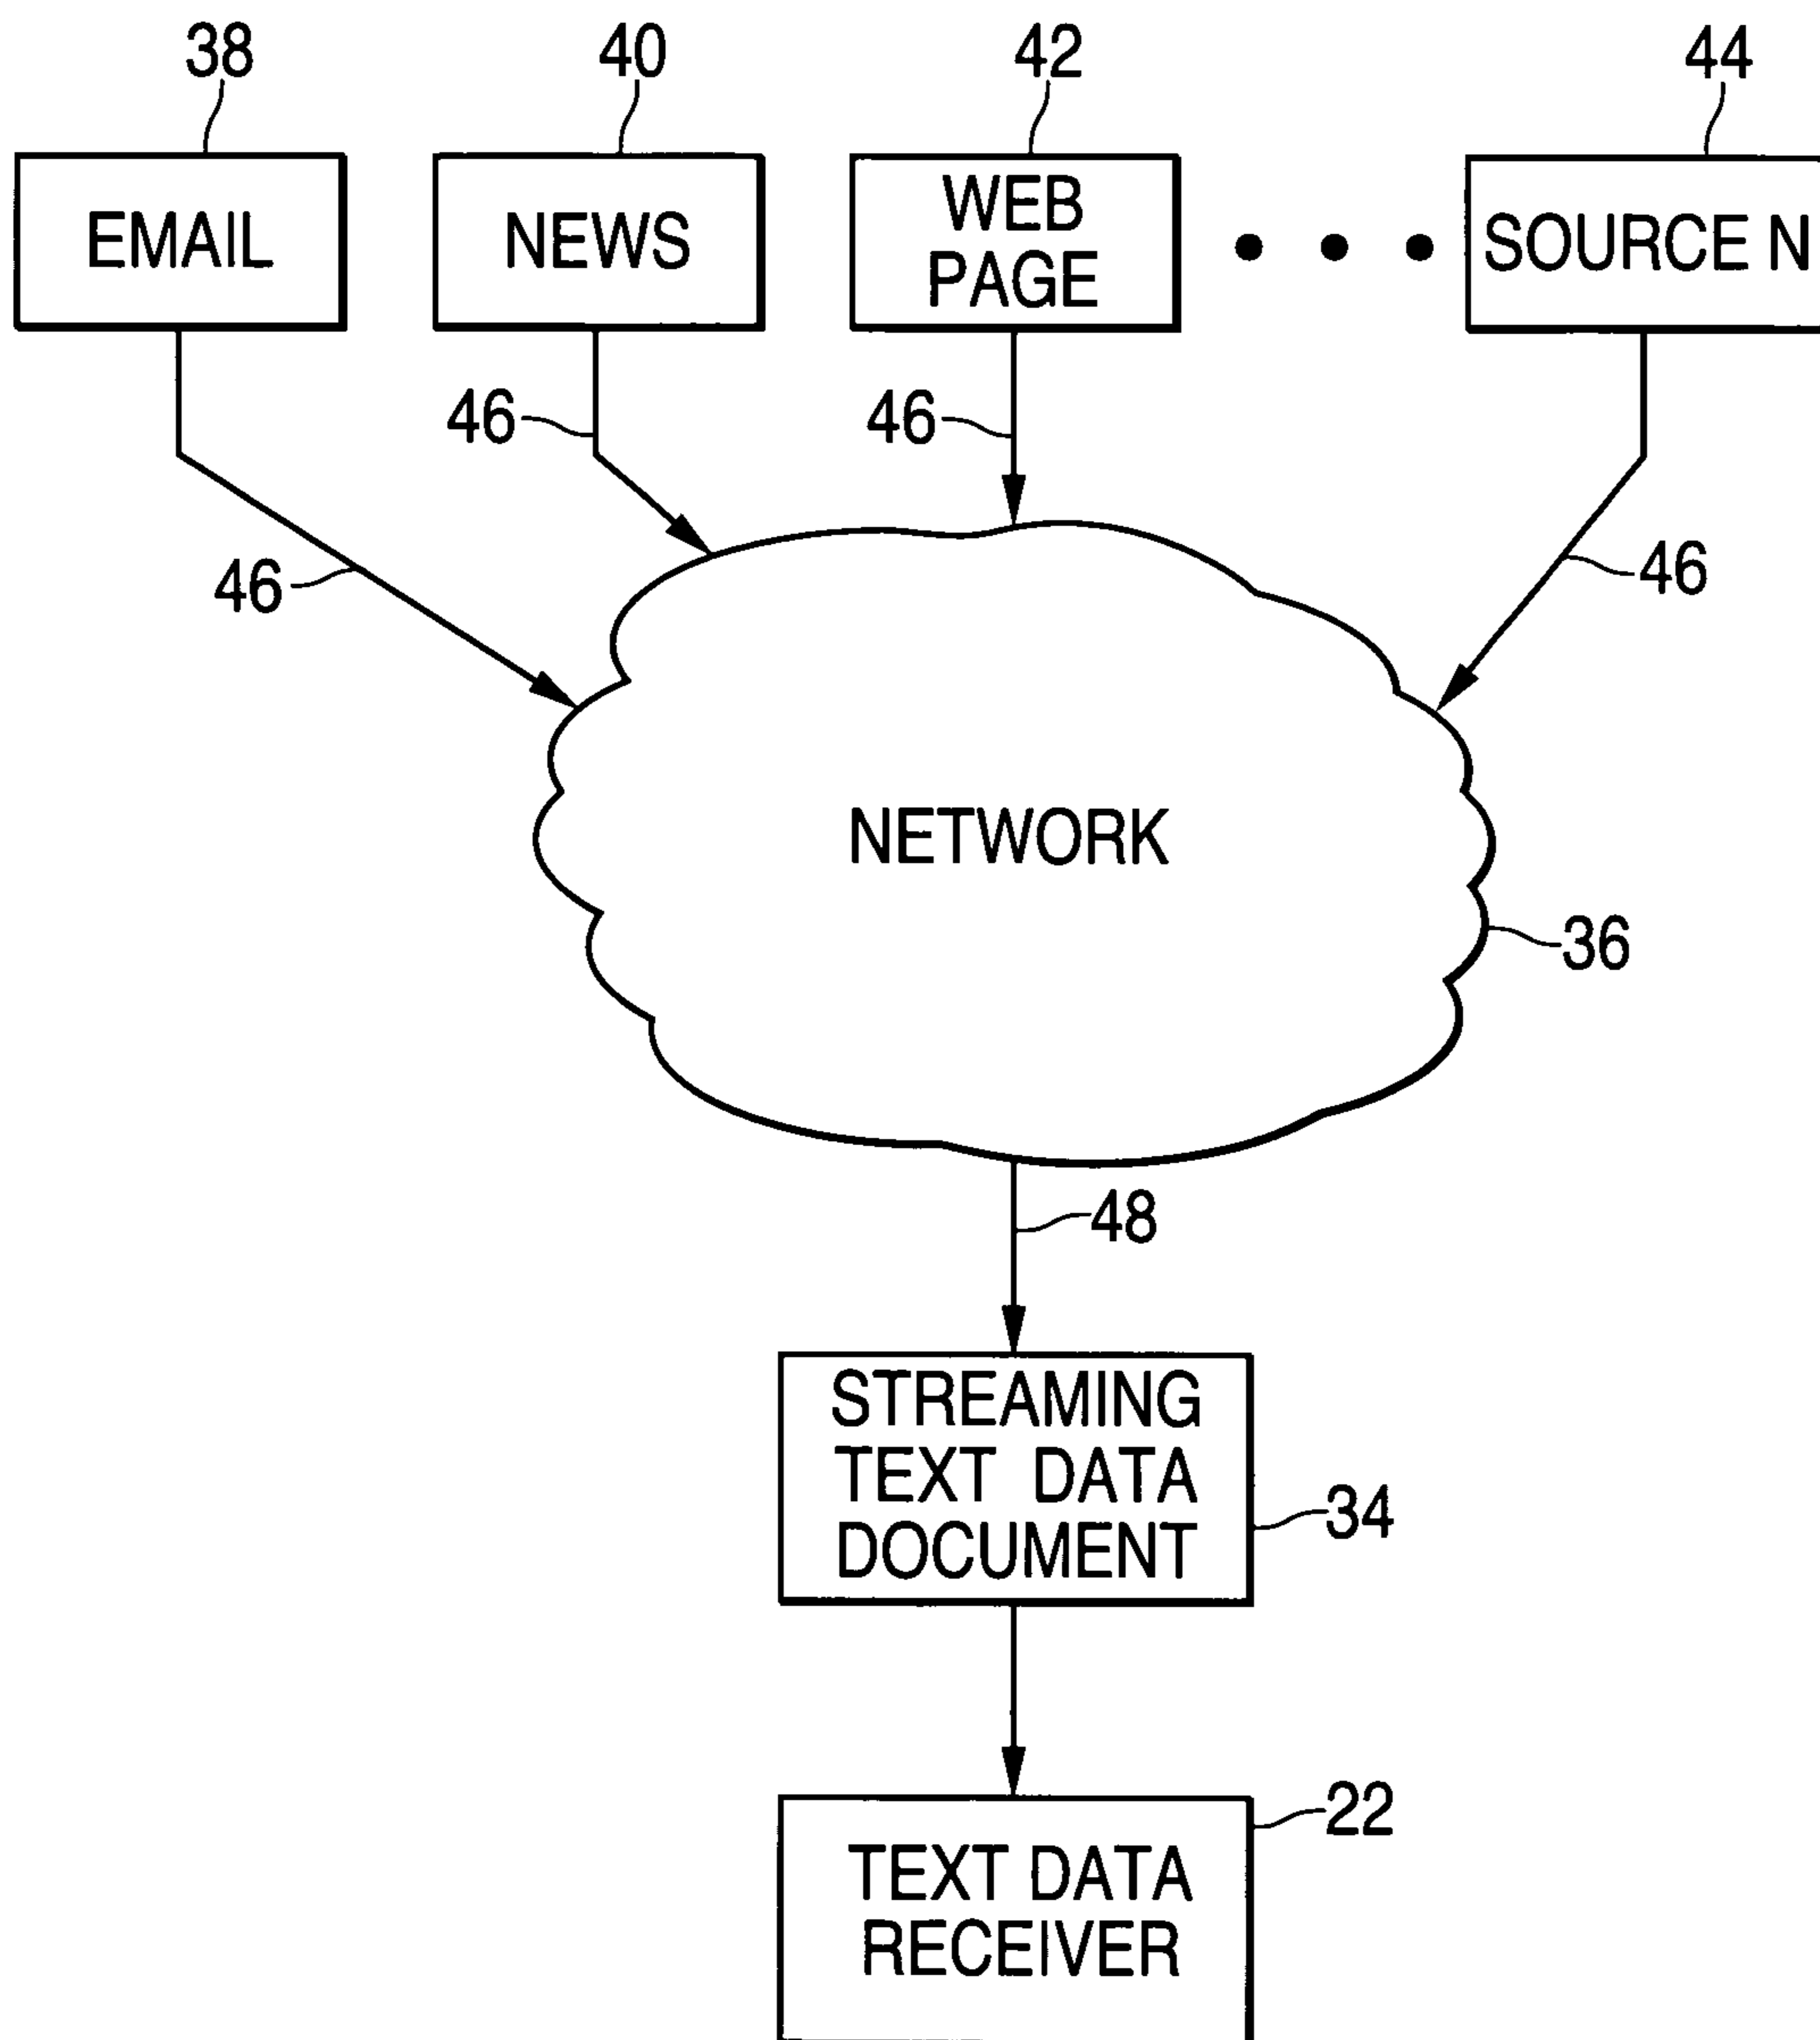 38
40
42
44
EMAIL
NEWS
WEB
PAGE
SOURCE N
46
46
46
46
NETWORK
36
48
STREAMING
TEXT DATA
DOCUMENT
34
22
TEXT DATA
RECEIVER